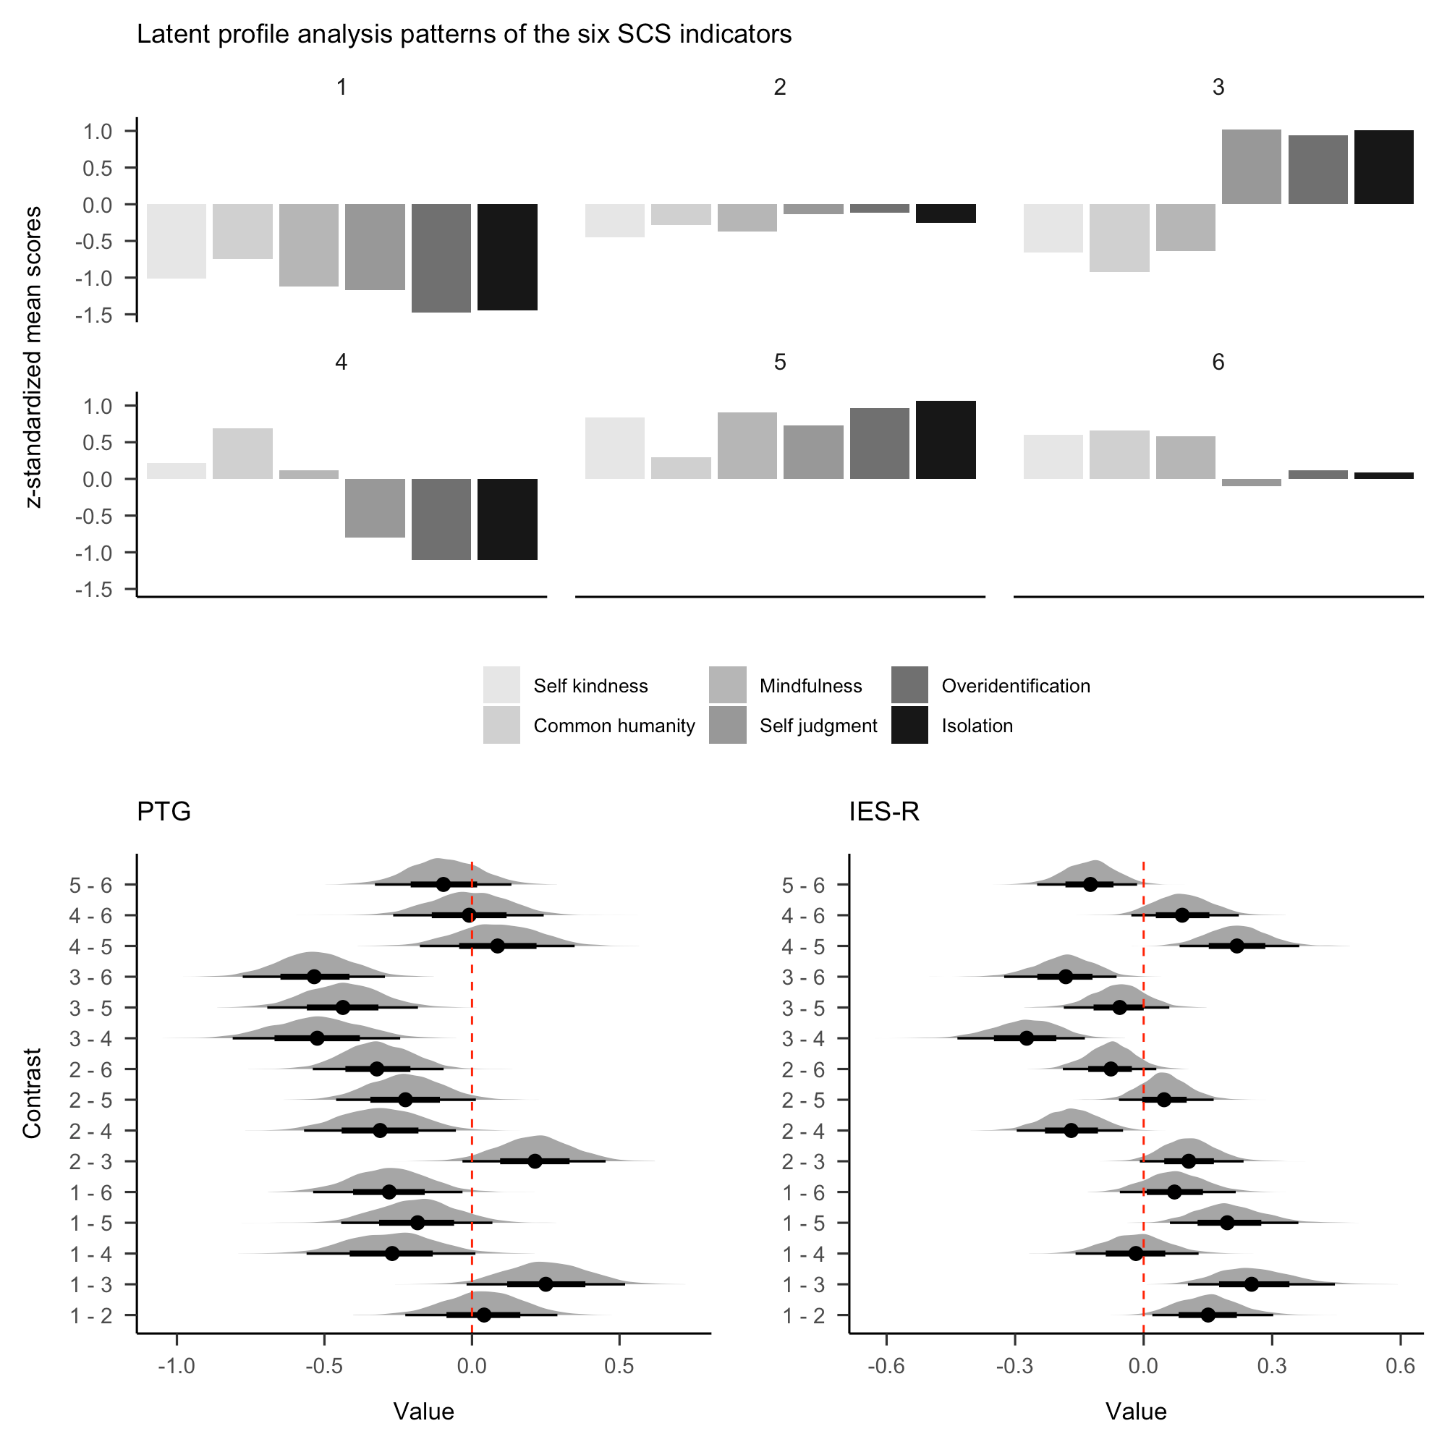 Latent profile analysis patterns of the six SCS indicators
1 2 3
1.0
0.5
0.0
-0.5
-1.0
-1.5
4 5 6
1.0
0.5
0.0
-0.5
-1.0
-1.5
z-standardized mean scores
Self kindness Mindfulness Overidentification
Common humanity Self judgment Isolation
PTG
5 - 6
4 - 6
4 - 5
3 - 6
3 - 5
3 - 4
2 - 6
2 - 5
2 - 4
2 - 3
1 - 6
1 - 5
1 - 4
1 - 3
1 - 2
Contrast
-1.0 -0.5 0.0 0.5
Value
IES-R
5 - 6
4 - 6
4 - 5
3 - 6
3 - 5
3 - 4
2 - 6
2 - 5
2 - 4
2 - 3
1 - 6
1 - 5
1 - 4
1 - 3
1 - 2
-0.6 -0.3 0.0 0.3 0.6
Value